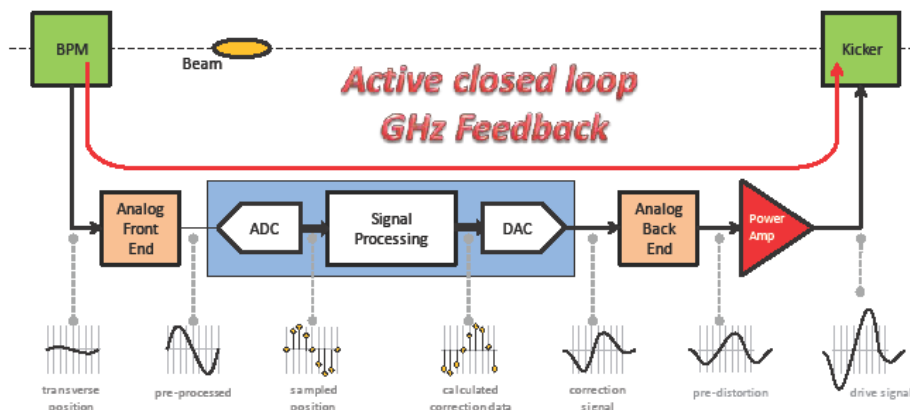 BPM
Beam
Kicker
Active closed loop
GHz Feedback
Analog
Front
End
ADC
Signal
Processing
DAC
Analog
Back
End
Power
Amp
transverse
position
pre-processed
sampled
position
calculated
correction data
correction
signal
pre-distortion
drive signal